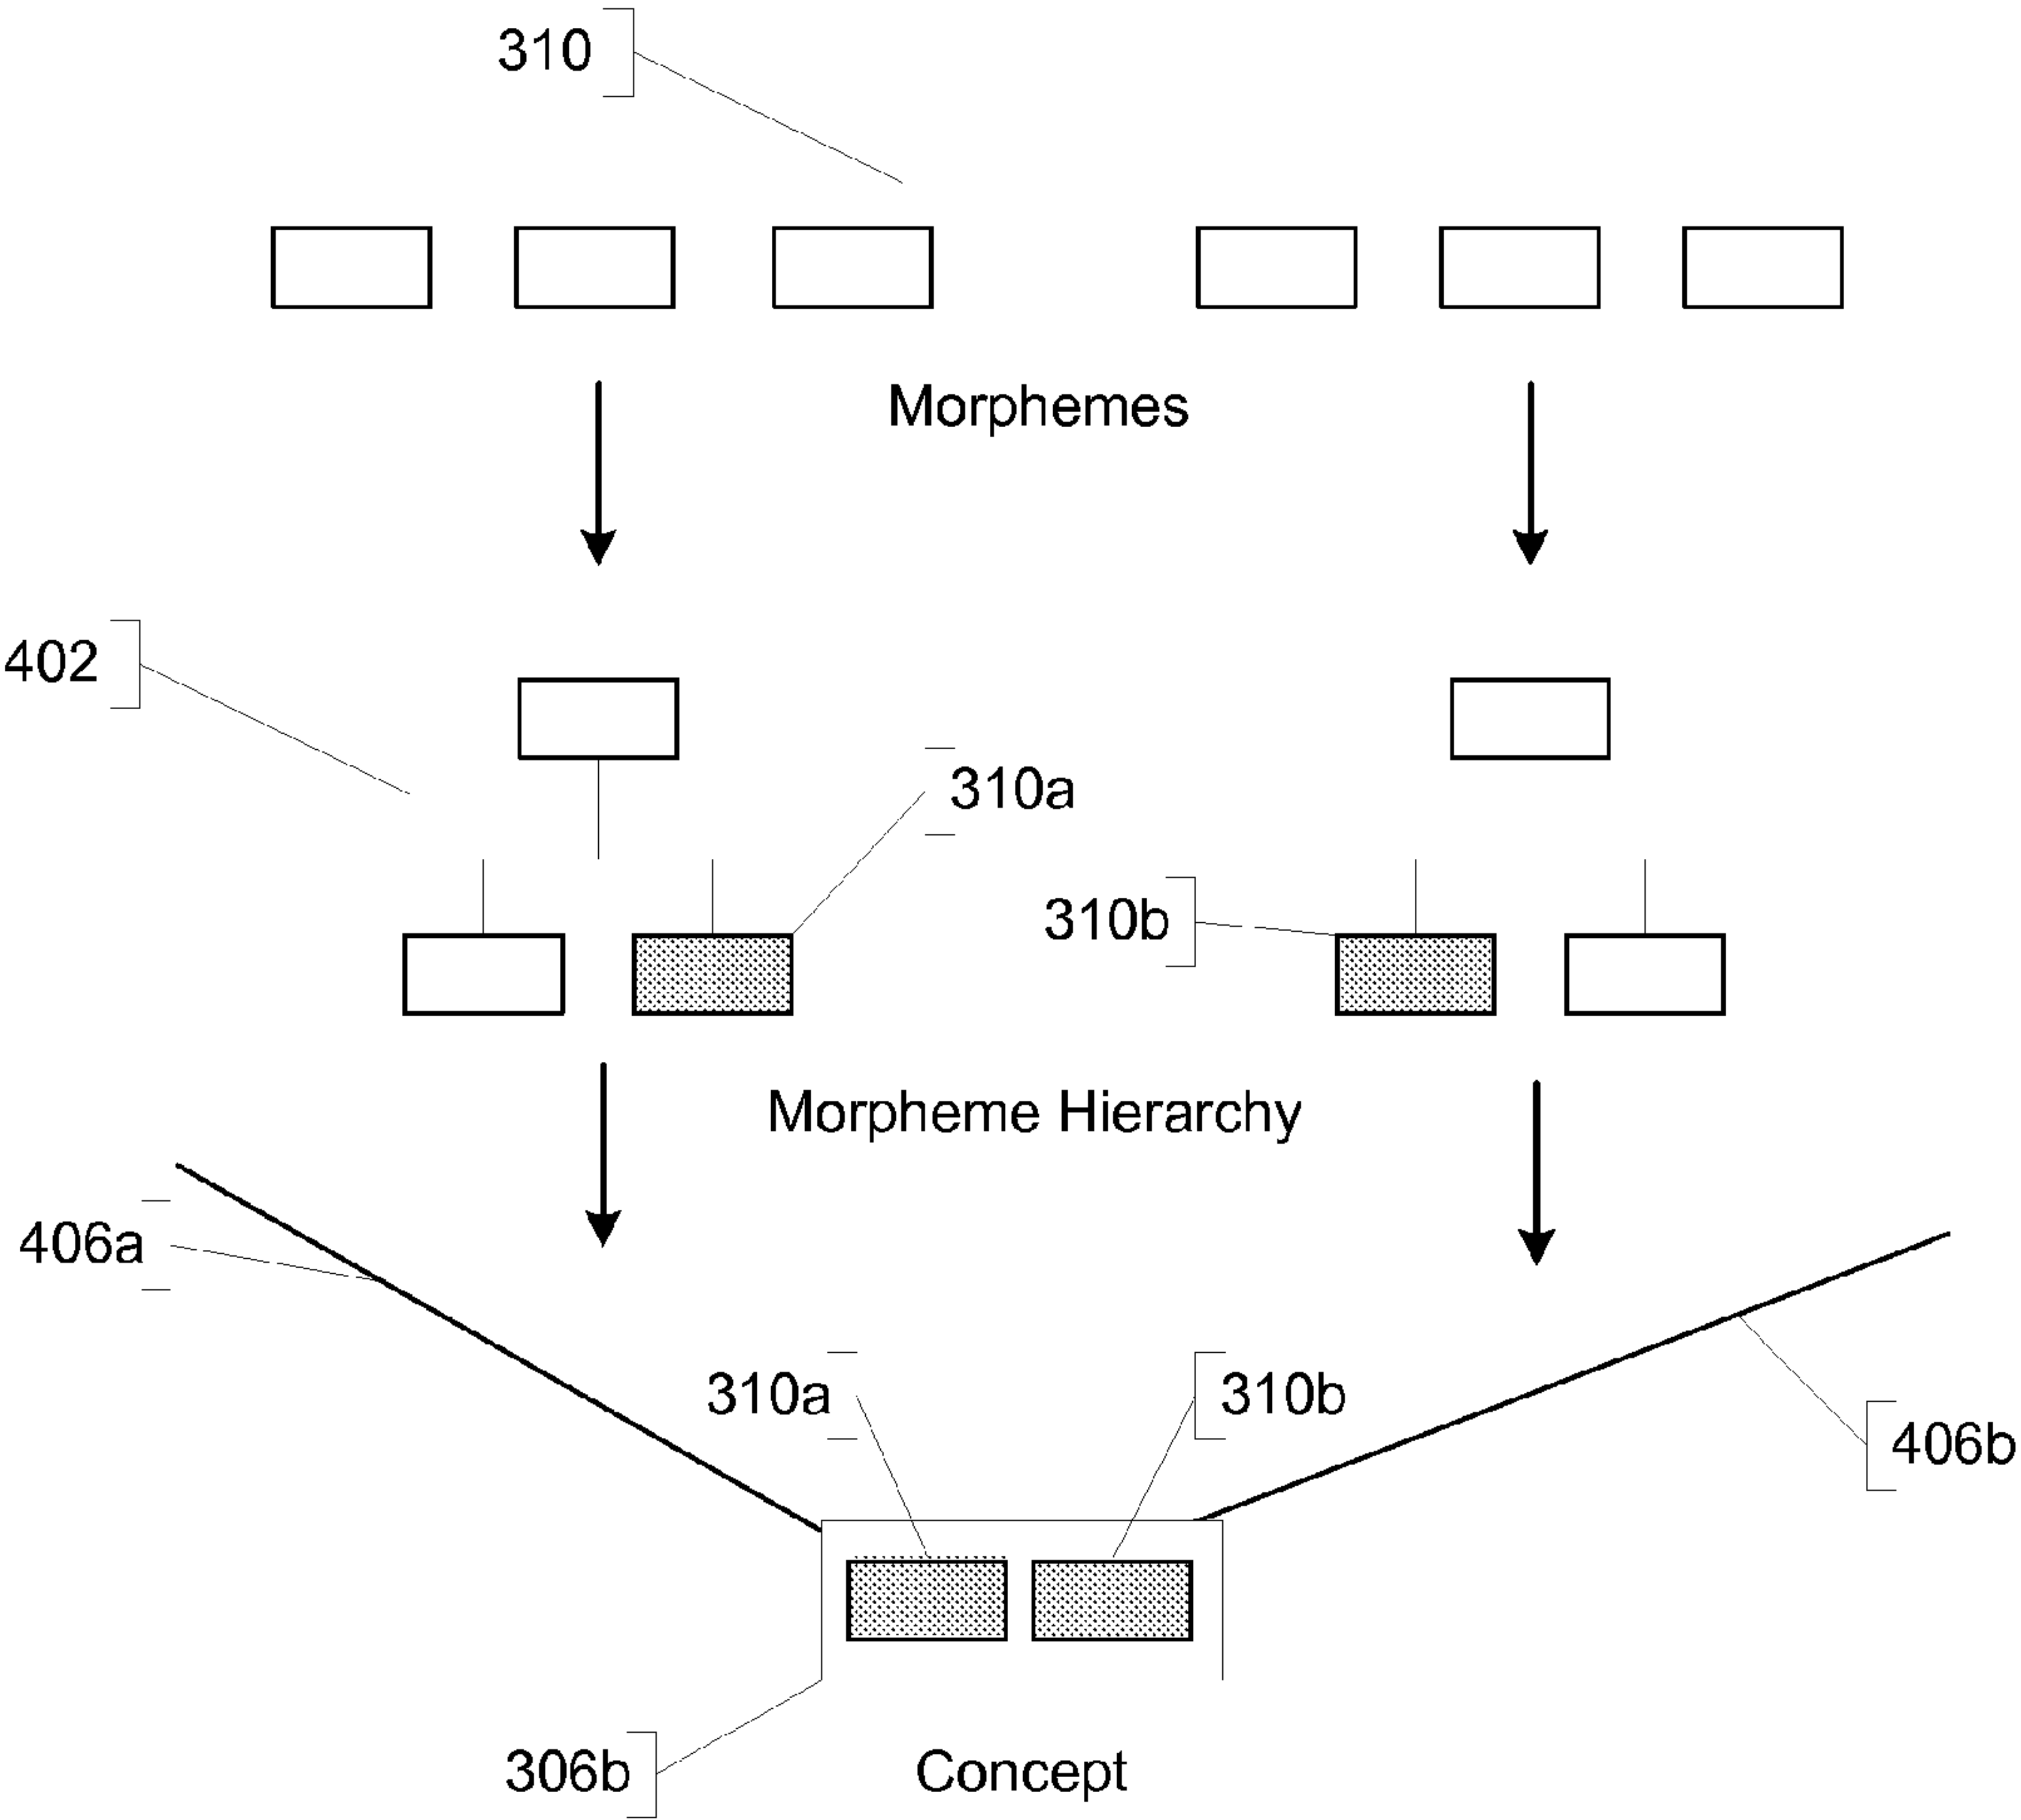 310
Morphemes
402
310a
310b
Morpheme Hierarchy
406a
310a
310b
406b
306b
Concept